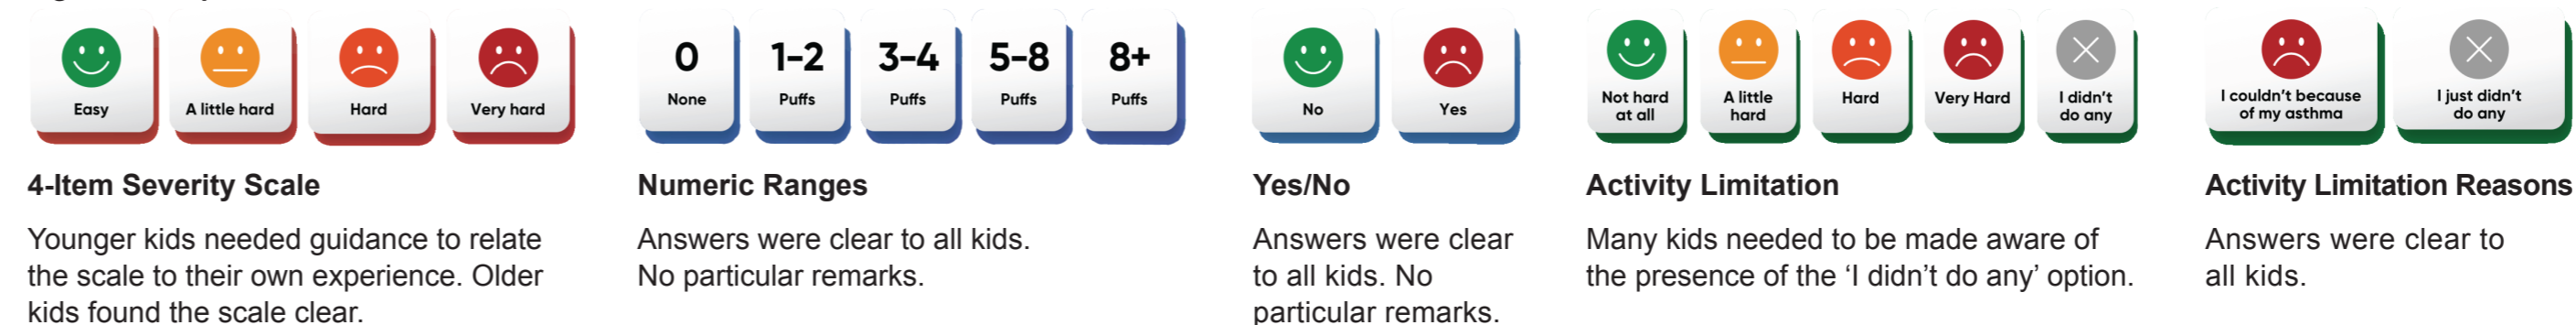 Easy
A little hard
Hard
Very hard
4-Item Severity Scale
Younger kids needed guidance to relate
the scale to their own experience. Older
kids found the scale clear.
0
None
1-2
Puffs
3-4
Puffs
5-8
Puffs
8+
Puffs
Numeric Ranges
Answers were clear to all kids.
No particular remarks.
No
Yes
Yes/No
Answers were clear
to all kids. No
particular remarks.
Not hard
at all
A little
hard
Hard
Very Hard
I didn't
do any
Activity Limitation
Many kids needed to be made aware of
the presence of the ‘I didn’t do any’ option.
I couldn't because
of my asthma
I just didn't
do any
Activity Limitation Reasons
Answers were clear to
all kids.